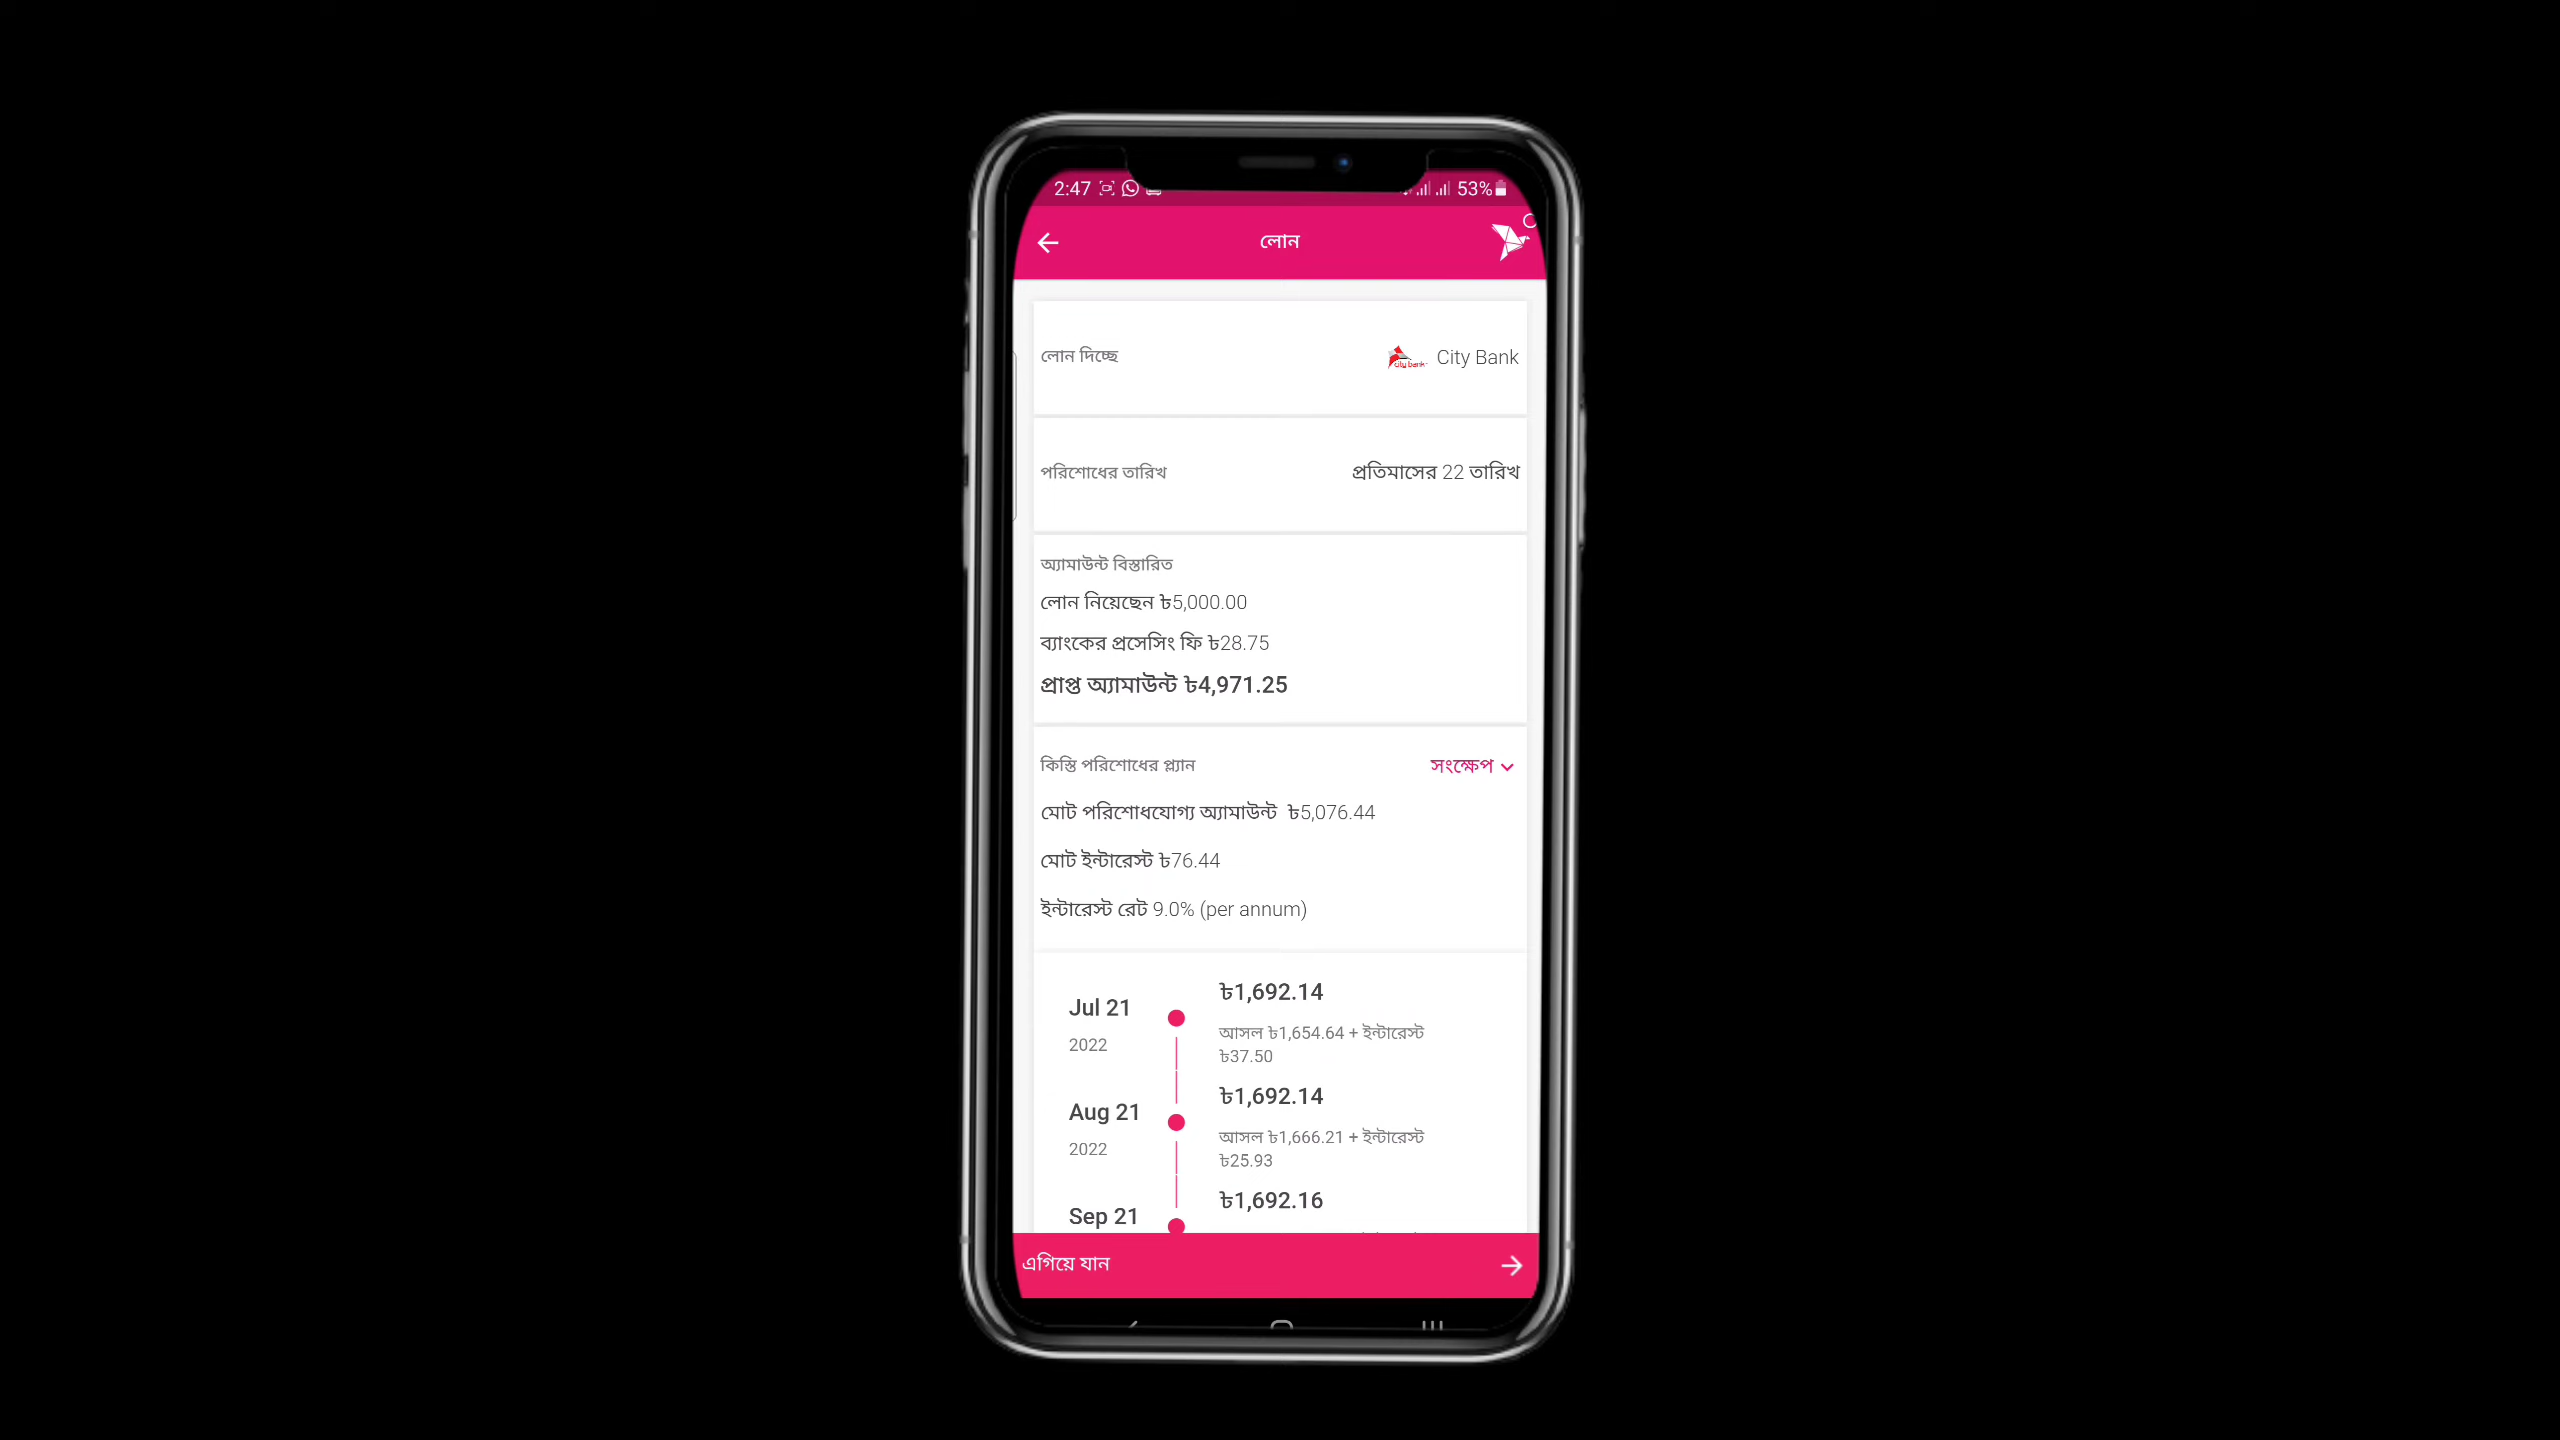 2:47 53%
লোন
লোন দিচ্ছে city bank City Bank
পরিশোধের তারিখ প্রতিমাসের 22 তারিখ
অ্যামাউন্ট বিস্তারিত
লোন নিয়েছেন ৳5,000.00
ব্যাংকের প্রসেসিং ফি ৳28.75
প্রাপ্ত অ্যামাউন্ট ৳4,971.25
কিস্তি পরিশোধের প্ল্যান সংক্ষেপ
মোট পরিশোধযোগ্য অ্যামাউন্ট ৳5,076.44
মোট ইন্টারেস্ট ৳76.44
ইন্টারেস্ট রেট 9.0% (per annum)
Jul 21
2022
৳1,692.14
আসল ৳1,654.64 + ইন্টারেস্ট
৳37.50
Aug 21
2022
৳1,692.14
আসল ৳1,666.21 + ইন্টারেস্ট
৳25.93
Sep 21
৳1,692.16
এগিয়ে যান